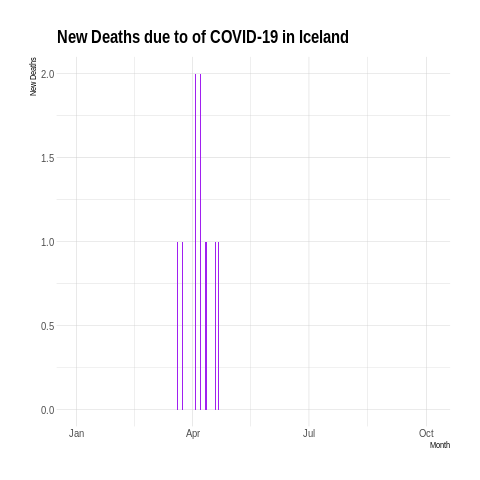 New Deaths due to of COVID-19 in Iceland
New Deaths
2.0
1.5
1.0
0.5
0.0
Jan Apr Jul Oct
Month